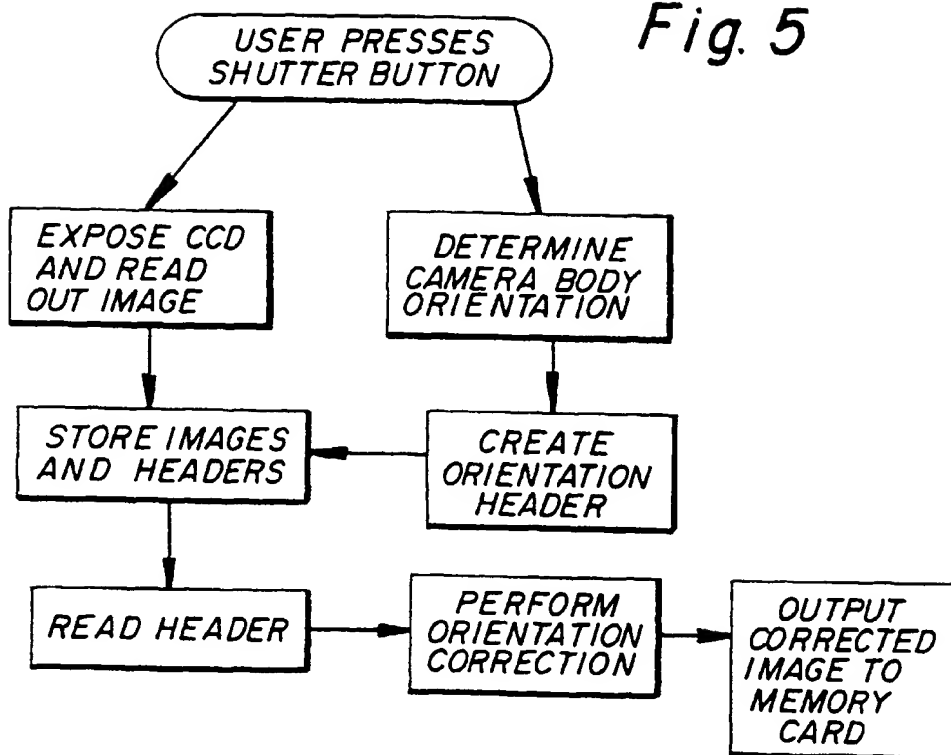 Fig. 5
USER PRESSES
SHUTTER BUTTON
EXPOSE CCD
AND READ
OUT IMAGE
DETERMINE
CAMERA BODY
ORIENTATION
STORE IMAGES
AND HEADERS
CREATE
ORIENTATION
HEADER
READ HEADER
PERFORM
ORIENTATION
CORRECTION
OUTPUT
CORRECTED
IMAGE TO
MEMORY
CARD